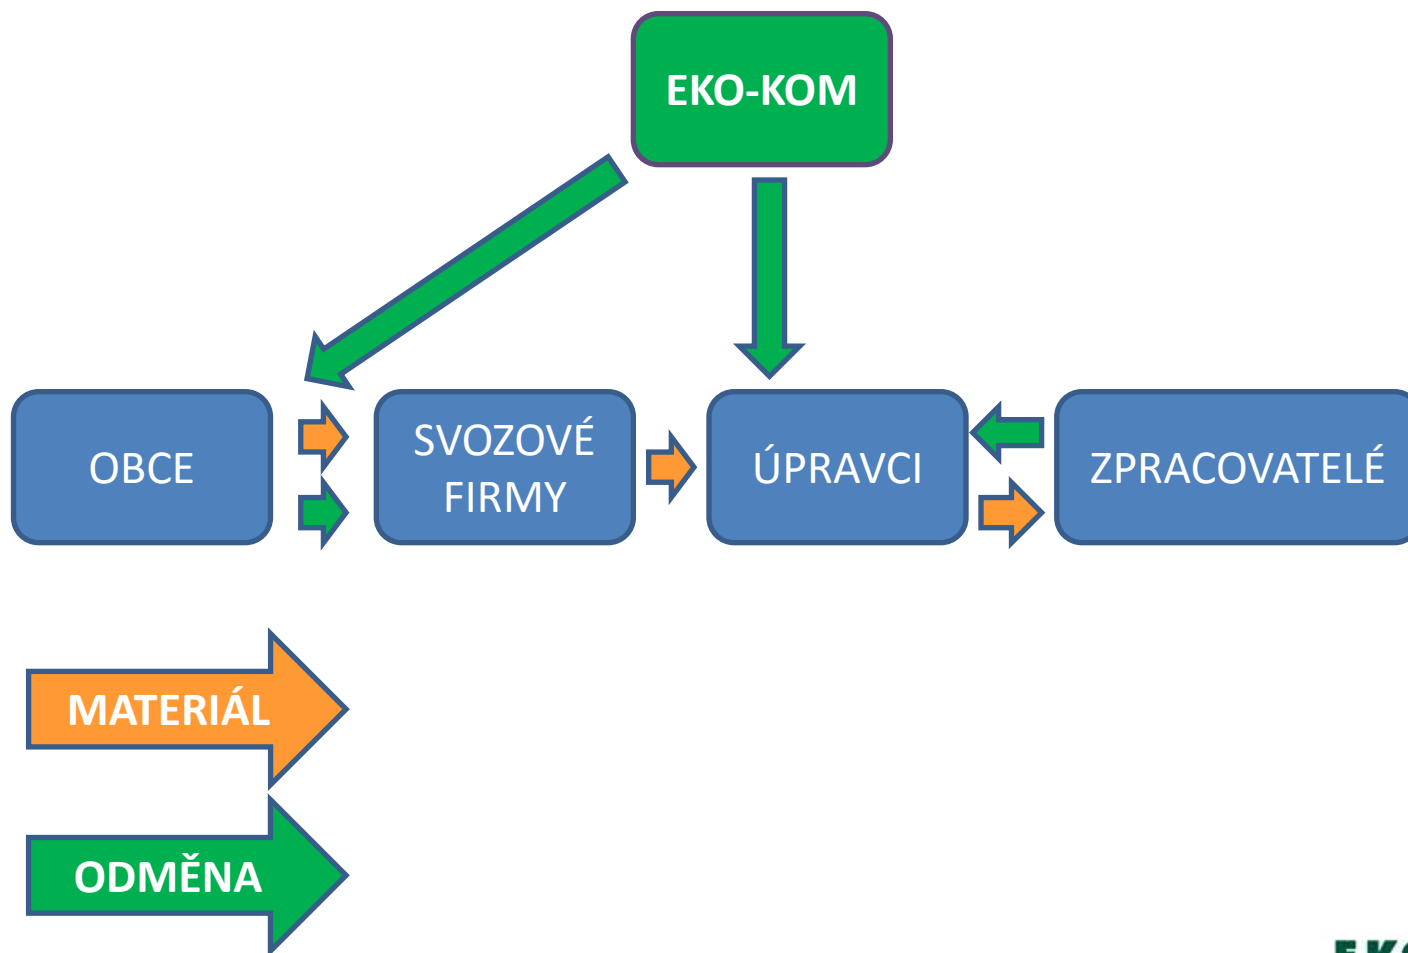 EKO-KOM
OBCE
SVOZOVÉ
FIRMY
ÚPRAVCI
ZPRACOVATELÉ
MATERIÁL
ODMĚNA